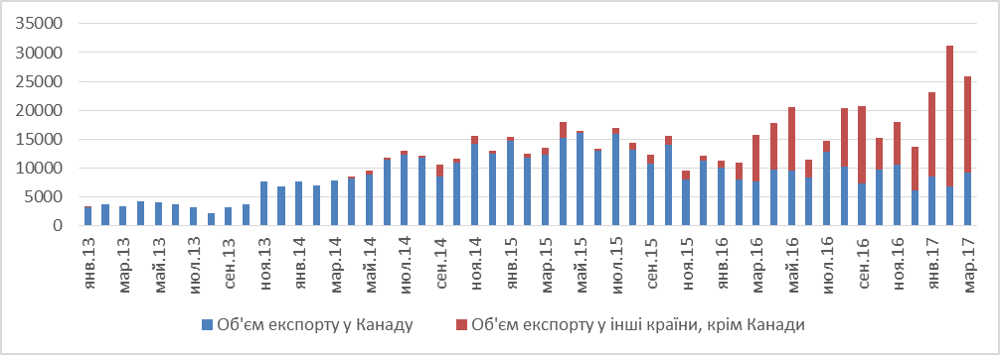 35000
30000
25000
20000
15000
10000
5000
0
янв.13
мар.13
май.13
июл.13
сен.13
ноя.13
янв.14
мар.14
май.14
июл.14
сен.14
ноя.14
янв.15
мар.15
май.15
июл.15
сен.15
ноя.15
янв.16
мар.16
май.16
июл.16
сен.16
ноя.16
янв.17
мар.17
Об'єм експорту у Канаду
Об'єм експорту у інші країни, крім Канади